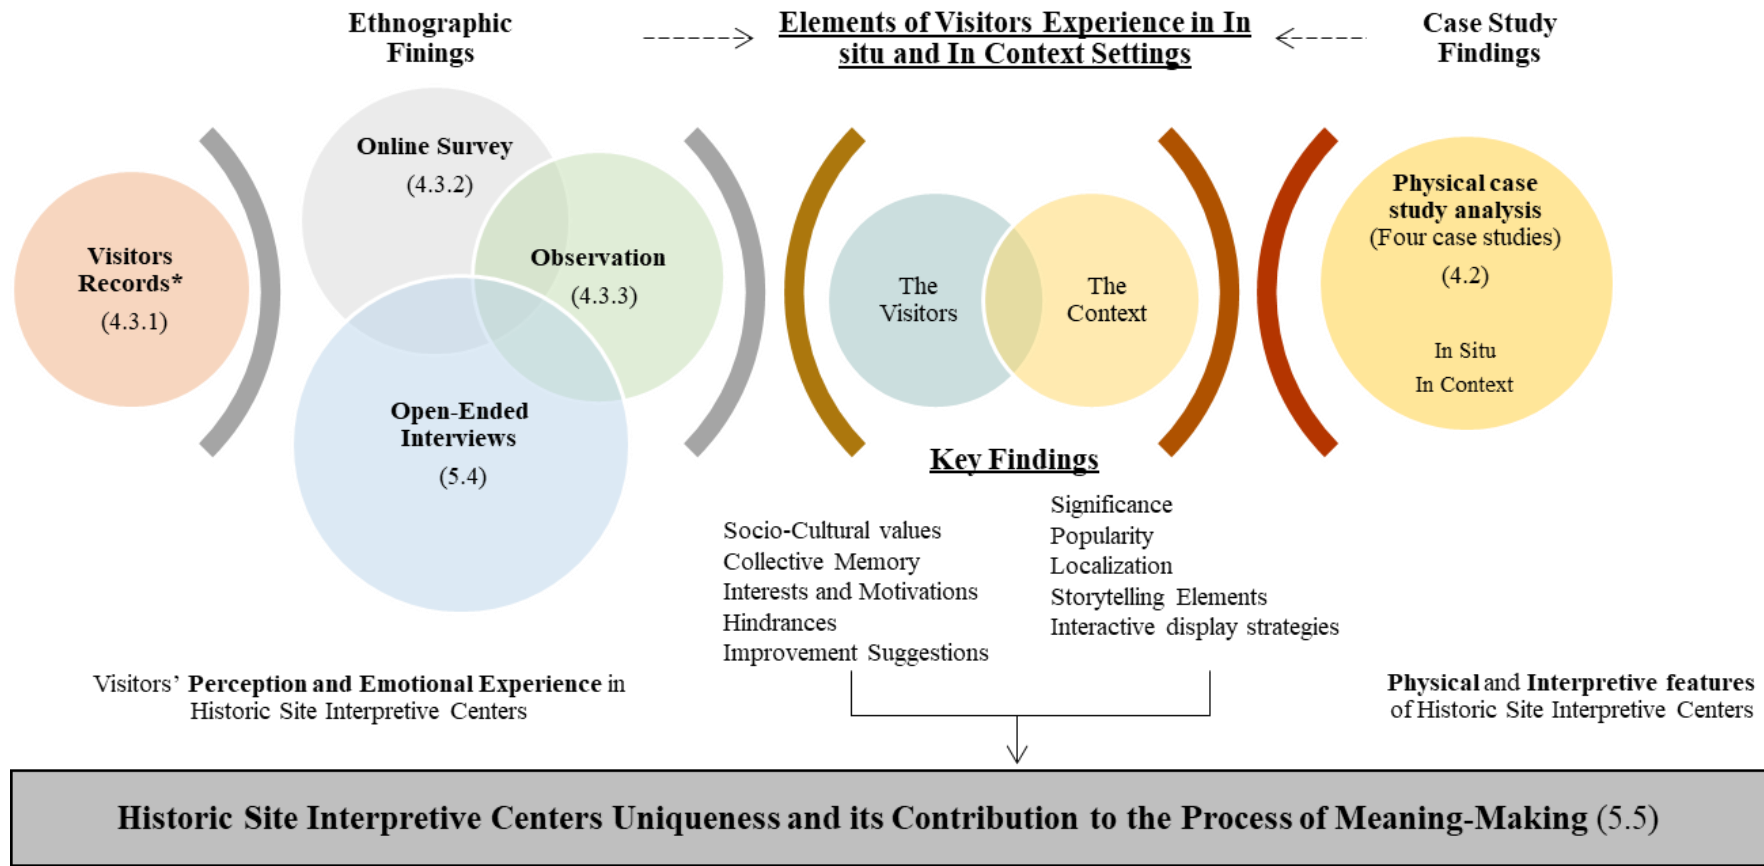 Ethnographic
Finings
Elements of Visitors Experience in In
situ and In Context Settings
Case Study
Findings
Visitors
Records*
(4.3.1)
Online Survey
(4.3.2)
Observation
(4.3.3)
Open-Ended
Interviews
(5.4)
The
Visitors
The
Context
Physical case
study analysis
(Four case studies)
(4.2)
In Situ
In Context
Key Findings
Socio-Cultural values
Collective Memory
Interests and Motivations
Hindrances
Improvement Suggestions
Significance
Popularity
Localization
Storytelling Elements
Interactive display strategies
Visitors’ Perception and Emotional Experience in
Historic Site Interpretive Centers
Physical and Interpretive features
of Historic Site Interpretive Centers
Historic Site Interpretive Centers Uniqueness and its Contribution to the Process of Meaning-Making (5.5)